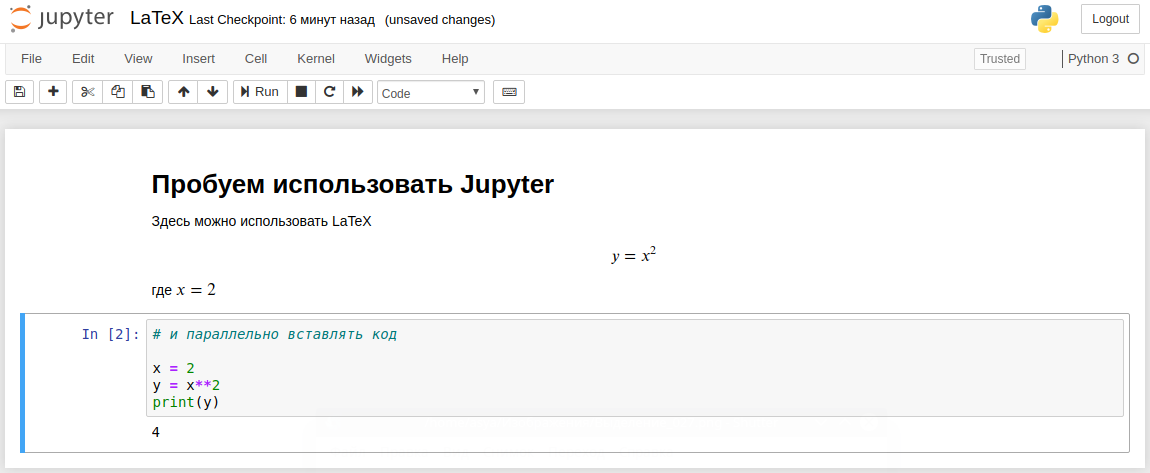 jupyter LaTeX Last Checkpoint: 6 минут назад (unsaved changes) Logout
File Edit View Insert Cell Kernel Widgets Help Trusted Python 3
Run Code
Пробуем использовать Jupyter
Здесь можно использовать LaTeX
y = x²
где x = 2
In [2]: # и параллельно вставлять код
x = 2
y = x**2
print(y)
4